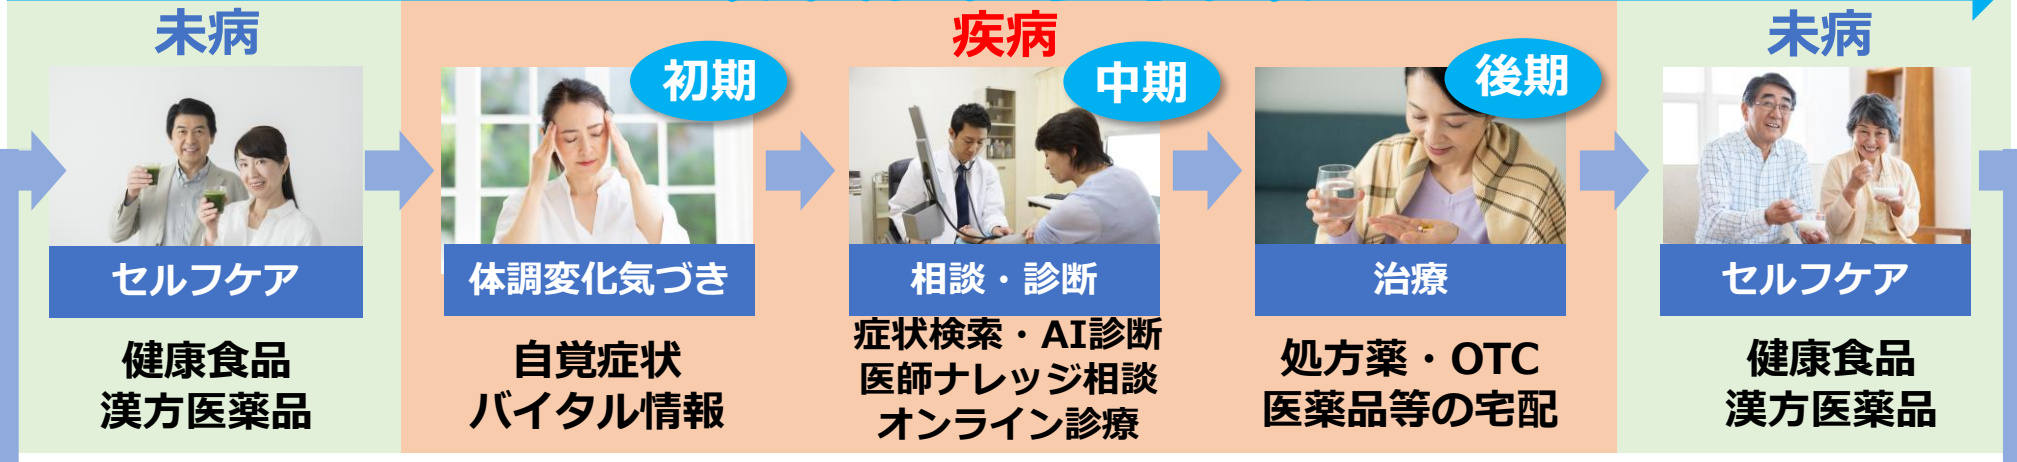 未病
疾病
未病
初期
中期
後期
セルフケア
体調変化気づき
相談・診断
治療
セルフケア
健康食品
漢方医薬品
自覚症状
バイタル情報
症状検索・AI診断
医師ナレッジ相談
オンライン診療
処方薬・OTC
医薬品等の宅配
健康食品
漢方医薬品